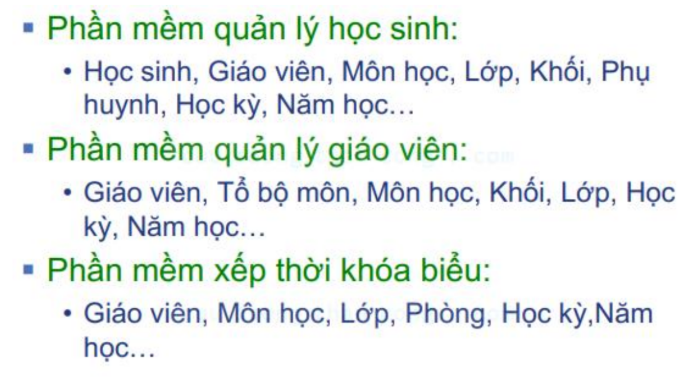 ▪ Phần mềm quản lý học sinh:
• Học sinh, Giáo viên, Môn học, Lớp, Khối, Phụ
huynh, Học kỳ, Năm học…
▪ Phần mềm quản lý giáo viên:
• Giáo viên, Tổ bộ môn, Môn học, Khối, Lớp, Học
kỳ, Năm học…
▪ Phần mềm xếp thời khóa biểu:
• Giáo viên, Môn học, Lớp, Phòng, Học kỳ,Năm
học…